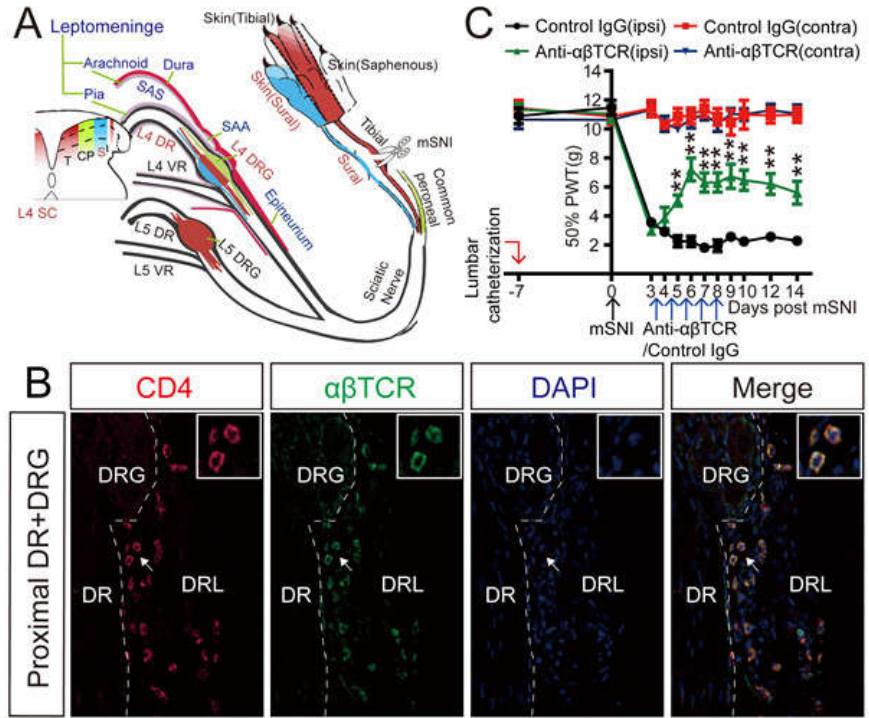 A
Leptomeninge
Arachnoid
Dura
SAS
Pia
SAA
L4 DR
L4 DRG
L4 VR
T
CP
S
L4 SC
Epineurium
L5 DR
L5 DRG
L5 VR
Sciatic
Nerve
Skin(Tibial)
Skin(Saphenous)
Skin(Sural)
Tibial
mSNI
Sural
Common
peroneal
C
Control IgG(ipsi)
Control IgG(contra)
Anti-αβTCR(ipsi)
Anti-αβTCR(contra)
50% PWT(g)
14
12
10
8
6
4
2
**
**
**
**
**
**
**
**
Lumbar
catheterization
-7
0
3 4 5 6 7 8 9 10 12 14
Days post mSNI
mSNI
Anti-αβTCR
/Control IgG
B
CD4
αβTCR
DAPI
Merge
Proximal DR+DRG
DRG
DR
DRL
DRG
DR
DRL
DRG
DR
DRL
DRG
DR
DRL